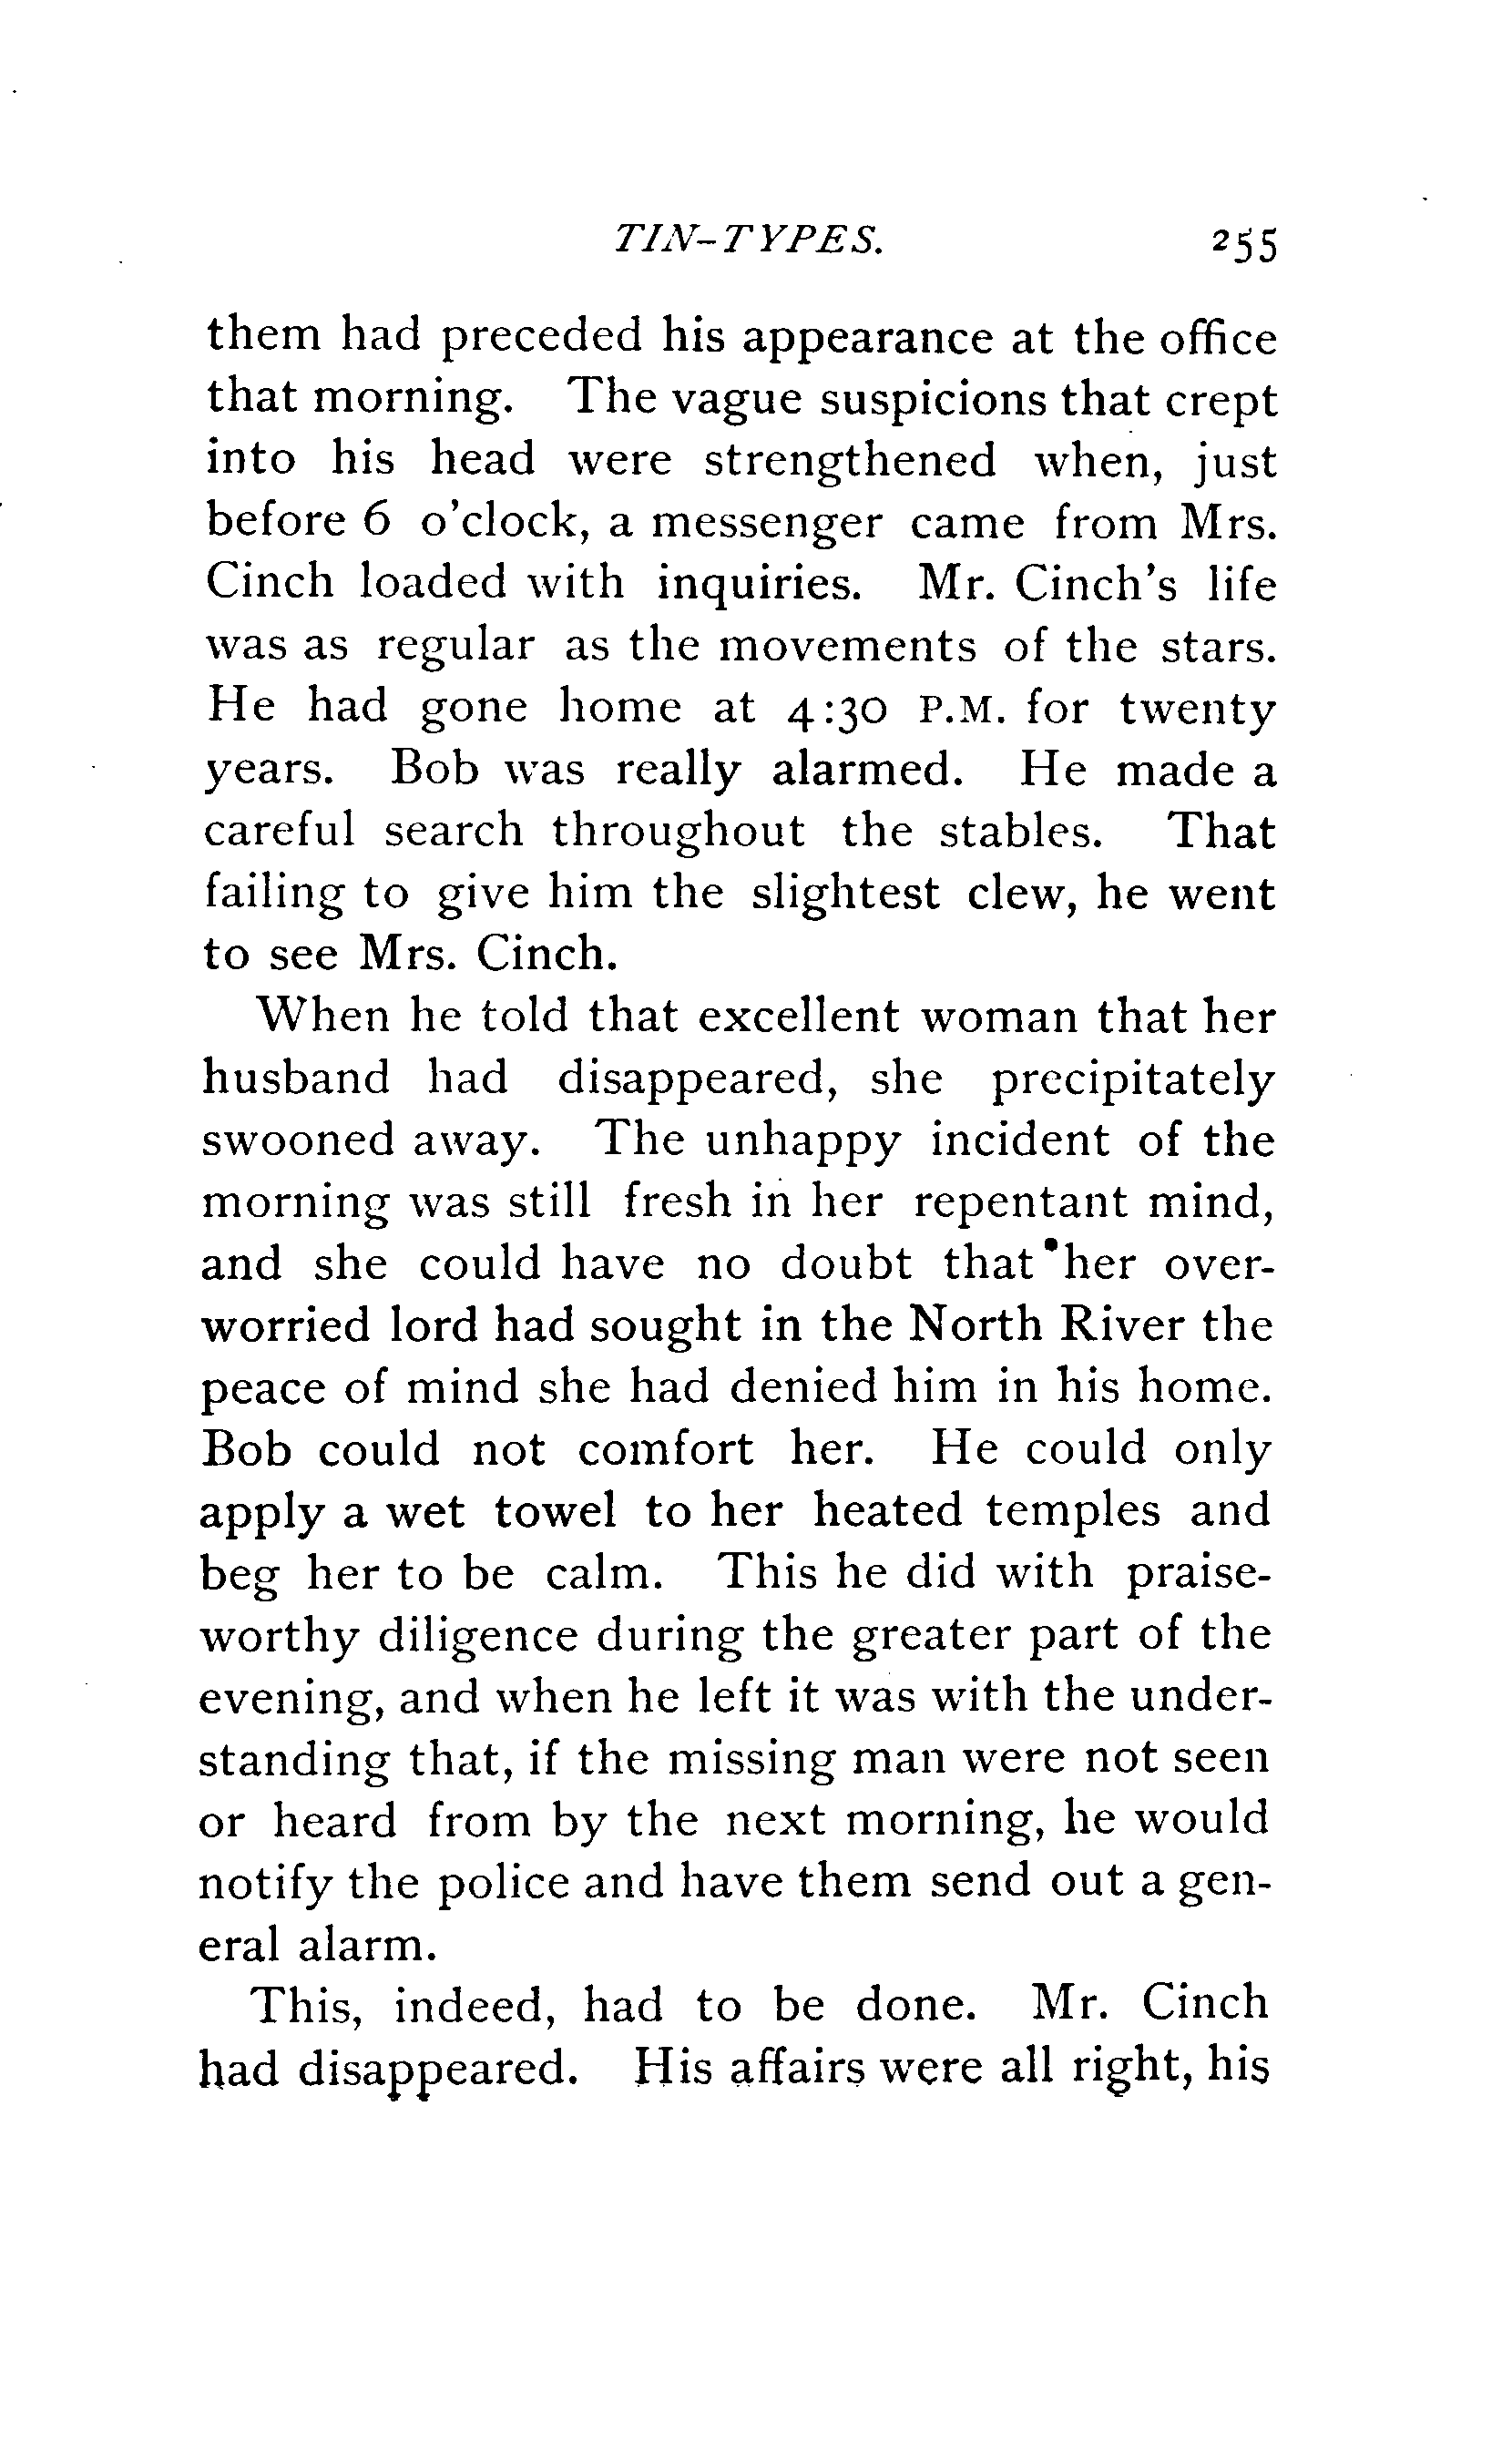 TIN-TYPES. 255
them had preceded his appearance at the office
that morning. The vague suspicions that crept
into his head were strengthened when, just
before 6 o'clock, a messenger came from Mrs.
Cinch loaded with inquiries. Mr. Cinch's life
was as regular as the movements of the stars.
He had gone home at 4:30 P.M. for twenty
years. Bob was really alarmed. He made a
careful search throughout the stables. That
failing to give him the slightest clew, he went
to see Mrs. Cinch.
When he told that excellent woman that her
husband had disappeared, she precipitately
swooned away. The unhappy incident of the
morning was still fresh in her repentant mind,
and she could have no doubt that her over-
worried lord had sought in the North River the
peace of mind she had denied him in his home.
Bob could not comfort her. He could only
apply a wet towel to her heated temples and
beg her to be calm. This he did with praise-
worthy diligence during the greater part of the
evening, and when he left it was with the under-
standing that, if the missing man were not seen
or heard from by the next morning, he would
notify the police and have them send out a gen-
eral alarm.
This, indeed, had to be done. Mr. Cinch
had disappeared. His affairs were all right, his